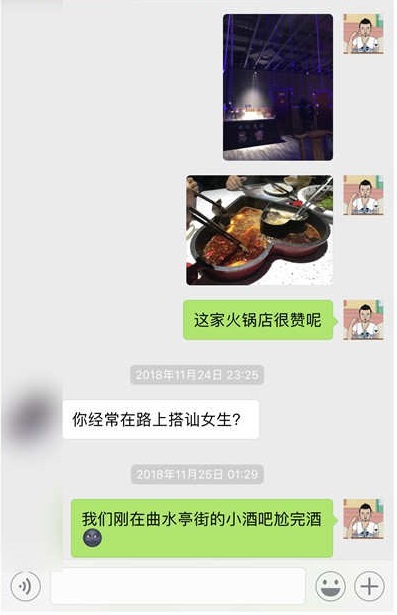 这家火锅店很赞呢
2018年11月24日 23:25
你经常在路上搭讪女生?
2018年11月25日 01:29
我们刚在曲水亭街的小酒吧尬完酒